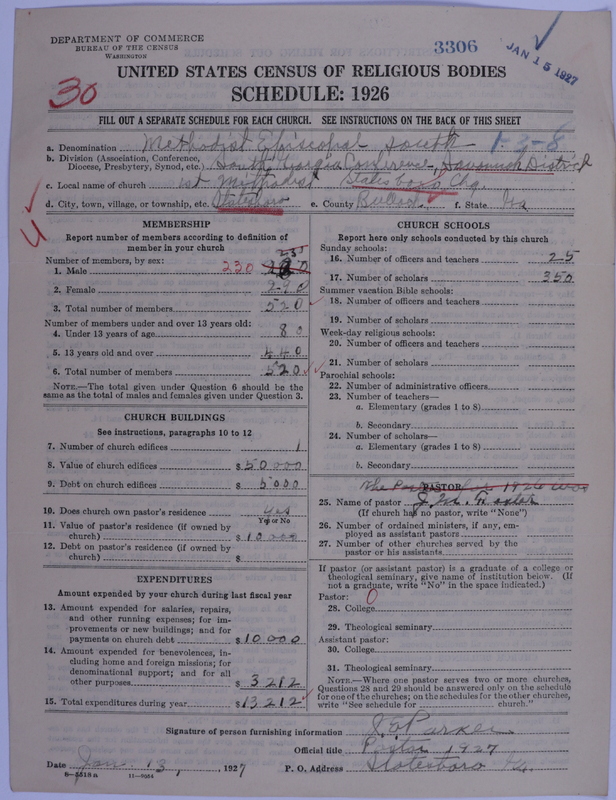 DEPARTMENT OF COMMERCE
BUREAU OF THE CENSUS
WASHINGTON
3306
JAN 15 1927
UNITED STATES CENSUS OF RELIGIOUS BODIES
SCHEDULE: 1926
30
FILL OUT A SEPARATE SCHEDULE FOR EACH CHURCH. SEE INSTRUCTIONS ON THE BACK OF THIS SHEET
a. Denomination Methodist Episcopal South 1-3-8
b. Division (Association, Conference, Diocese, Presbytery, Synod, etc.) South Georgia Conference, Savannah District
c. Local name of church 1st Methodist Statesboro, Chg.
d. City, town, village, or township, etc. Statesboro e. County Bulloch f. State Ga
MEMBERSHIP
Report number of members according to definition of
member in your church
Number of members, by sex:
1. Male 230
2. Female 290
3. Total number of members 520
Number of members under and over 13 years old:
4. Under 13 years of age 80
5. 13 years old and over 440
6. Total number of members 520
NOTE.—The total given under Question 6 should be the
same as the total of males and females given under Question 3.
CHURCH BUILDINGS
See instructions, paragraphs 10 to 12
7. Number of church edifices 1
8. Value of church edifices $ 50 000
9. Debt on church edifices $ 5000
10. Does church own pastor's residence yes
Yes or No
11. Value of pastor's residence (if owned by
church) $ 10 000
12. Debt on pastor's residence (if owned by
church) $
EXPENDITURES
Amount expended by your church during last fiscal year
13. Amount expended for salaries, repairs,
and other running expenses; for im-
provements or new buildings; and for
payments on church debt $ 10000
14. Amount expended for benevolences, in-
cluding home and foreign missions; for
denominational support; and for all
other purposes $ 3212
15. Total expenditures during year $ 13212
CHURCH SCHOOLS
Report here only schools conducted by this church
Sunday schools:
16. Number of officers and teachers 25
17. Number of scholars 350
Summer vacation Bible schools:
18. Number of officers and teachers
19. Number of scholars
Week-day religious schools:
20. Number of officers and teachers
21. Number of scholars
Parochial schools:
22. Number of administrative officers
23. Number of teachers—
a. Elementary (grades 1 to 8)
b. Secondary
24. Number of scholars—
a. Elementary (grades 1 to 8)
b. Secondary
PASTOR
25. Name of pastor J. M.
(If church has no pastor, write "None")
26. Number of ordained ministers, if any, em-
ployed as assistant pastors
27. Number of other churches served by the
pastor or his assistants
If pastor (or assistant pastor) is a graduate of a college or
theological seminary, give name of institution below. (If
not a graduate, write "No" in the space indicated.)
Pastor: 0
28. College
29. Theological seminary
Assistant pastor:
30. College
31. Theological seminary
NOTE.—Where one pastor serves two or more churches,
Questions 28 and 29 should be answered only on the schedule
for one of the churches; on the schedules for the other churches,
write "See schedule for church."
Signature of person furnishing information J. E. Parker
Official title Pastor 1927
Date Jan. 13, 1927 P. O. Address Statesboro Ga.
8—5518a 11—9584